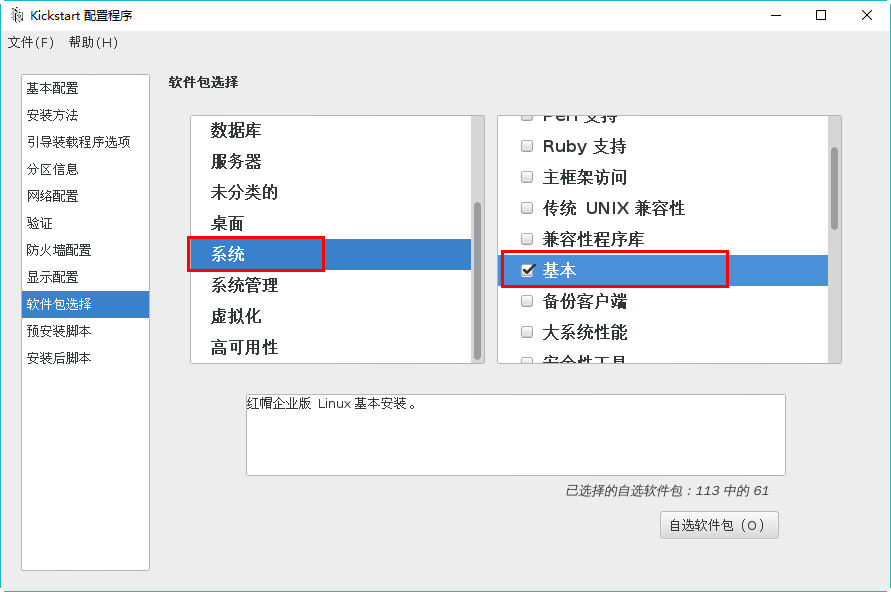 Kickstart 配置程序
文件(F) 帮助(H)
基本配置
安装方法
引导装载程序选项
分区信息
网络配置
验证
防火墙配置
显示配置
软件包选择
预安装脚本
安装后脚本
软件包选择
数据库
服务器
未分类的
桌面
系统
系统管理
虚拟化
高可用性
Perl 支持
Ruby 支持
主框架访问
传统 UNIX 兼容性
兼容性程序库
基本
备份客户端
大系统性能
安全性工具
红帽企业版 Linux 基本安装。
已选择的自选软件包：113 中的 61
自选软件包（O）